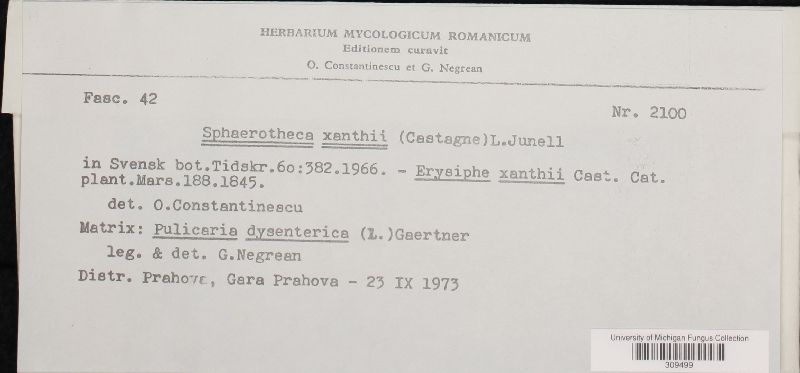 HERBARIUM MYCOLOGICUM ROMANICUM
Editionem curavit
O. Constantinescu et G. Negrean
Fasc. 42
Nr. 2100
Sphaerotheca xanthii (Castagne)L.Junell
in Svensk bot.Tidskr.6o:382.1966. - Erysiphe xanthii Cast. Cat.
plant.Mars.188.1845.
det. O.Constantinescu
Matrix: Pulicaria dysenterica (L.)Gaertner
leg. & det. G.Negrean
Distr. Prahova, Gara Prahova - 23 IX 1973
University of Michigan Fungus Collection
309499